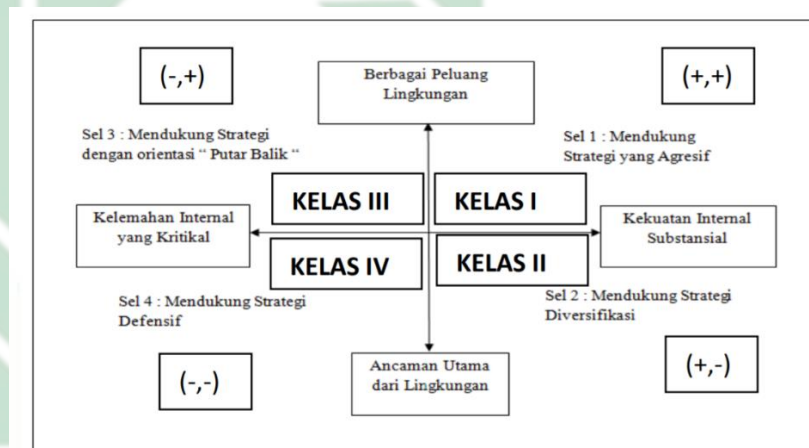 (-,+)
Berbagai Peluang
Lingkungan
(+,+)
Sel 3 : Mendukung Strategi
dengan orientasi “ Putar Balik “
Sel 1 : Mendukung
Strategi yang Agresif
KELAS III
KELAS I
Kelemahan Internal
yang Kritikal
Kekuatan Internal
Substansial
KELAS IV
KELAS II
Sel 4 : Mendukung Strategi
Defensif
Sel 2 : Mendukung Strategi
Diversifikasi
(-,-)
Ancaman Utama
dari Lingkungan
(+,-)